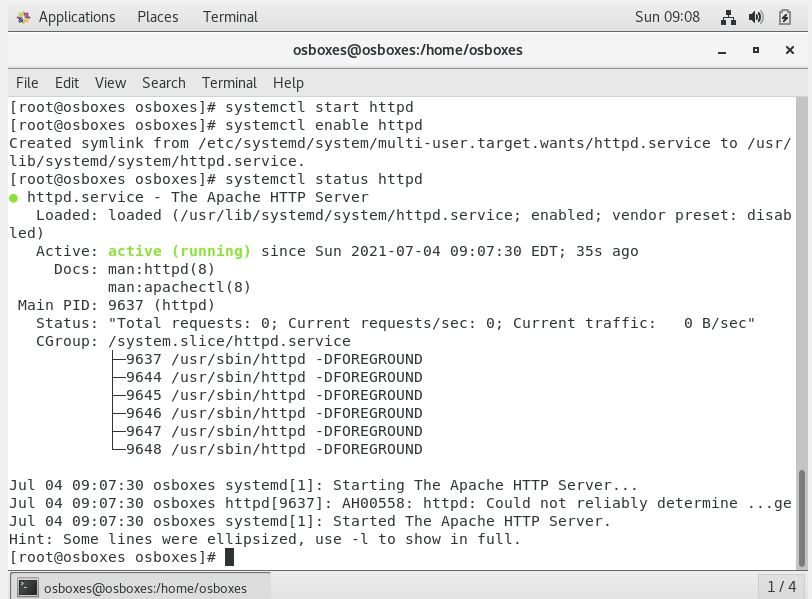 Applications Places Terminal Sun 09:08
osboxes@osboxes:/home/osboxes
File Edit View Search Terminal Help
[root@osboxes osboxes]# systemctl start httpd
[root@osboxes osboxes]# systemctl enable httpd
Created symlink from /etc/systemd/system/multi-user.target.wants/httpd.service to /usr/
lib/systemd/system/httpd.service.
[root@osboxes osboxes]# systemctl status httpd
● httpd.service - The Apache HTTP Server
   Loaded: loaded (/usr/lib/systemd/system/httpd.service; enabled; vendor preset: disab
led)
   Active: active (running) since Sun 2021-07-04 09:07:30 EDT; 35s ago
     Docs: man:httpd(8)
           man:apachectl(8)
 Main PID: 9637 (httpd)
   Status: "Total requests: 0; Current requests/sec: 0; Current traffic:   0 B/sec"
   CGroup: /system.slice/httpd.service
           ├─9637 /usr/sbin/httpd -DFOREGROUND
           ├─9644 /usr/sbin/httpd -DFOREGROUND
           ├─9645 /usr/sbin/httpd -DFOREGROUND
           ├─9646 /usr/sbin/httpd -DFOREGROUND
           ├─9647 /usr/sbin/httpd -DFOREGROUND
           └─9648 /usr/sbin/httpd -DFOREGROUND
Jul 04 09:07:30 osboxes systemd[1]: Starting The Apache HTTP Server...
Jul 04 09:07:30 osboxes httpd[9637]: AH00558: httpd: Could not reliably determine ...ge
Jul 04 09:07:30 osboxes systemd[1]: Started The Apache HTTP Server.
Hint: Some lines were ellipsized, use -l to show in full.
[root@osboxes osboxes]#
osboxes@osboxes:/home/osboxes 1 / 4